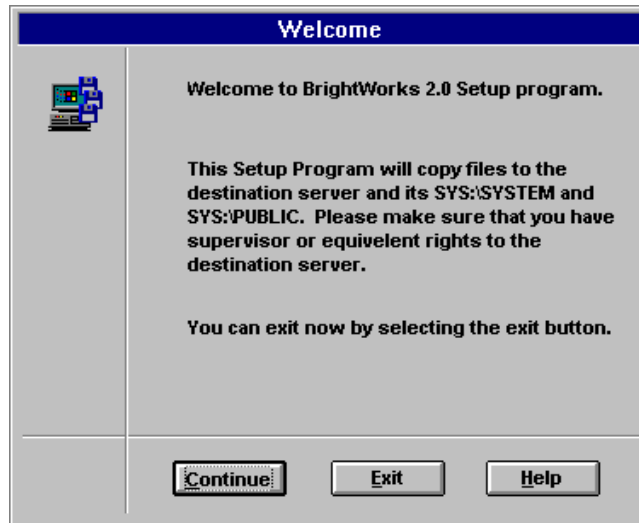 Welcome
Welcome to BrightWorks 2.0 Setup program.
This Setup Program will copy files to the
destination server and its SYS:\SYSTEM and
SYS:\PUBLIC. Please make sure that you have
supervisor or equivelent rights to the
destination server.
You can exit now by selecting the exit button.
Continue
Exit
Help